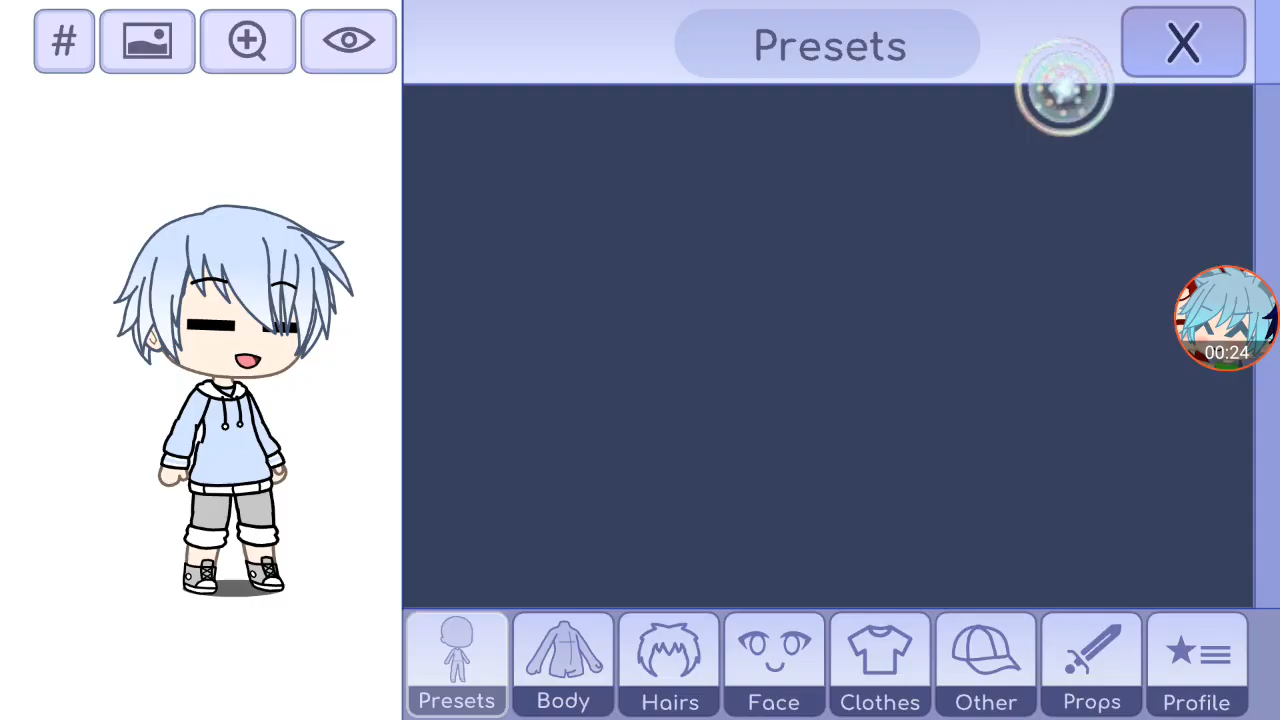 #
Presets
X
00:24
Presets
Body
Hairs
Face
Clothes
Other
Props
Profile